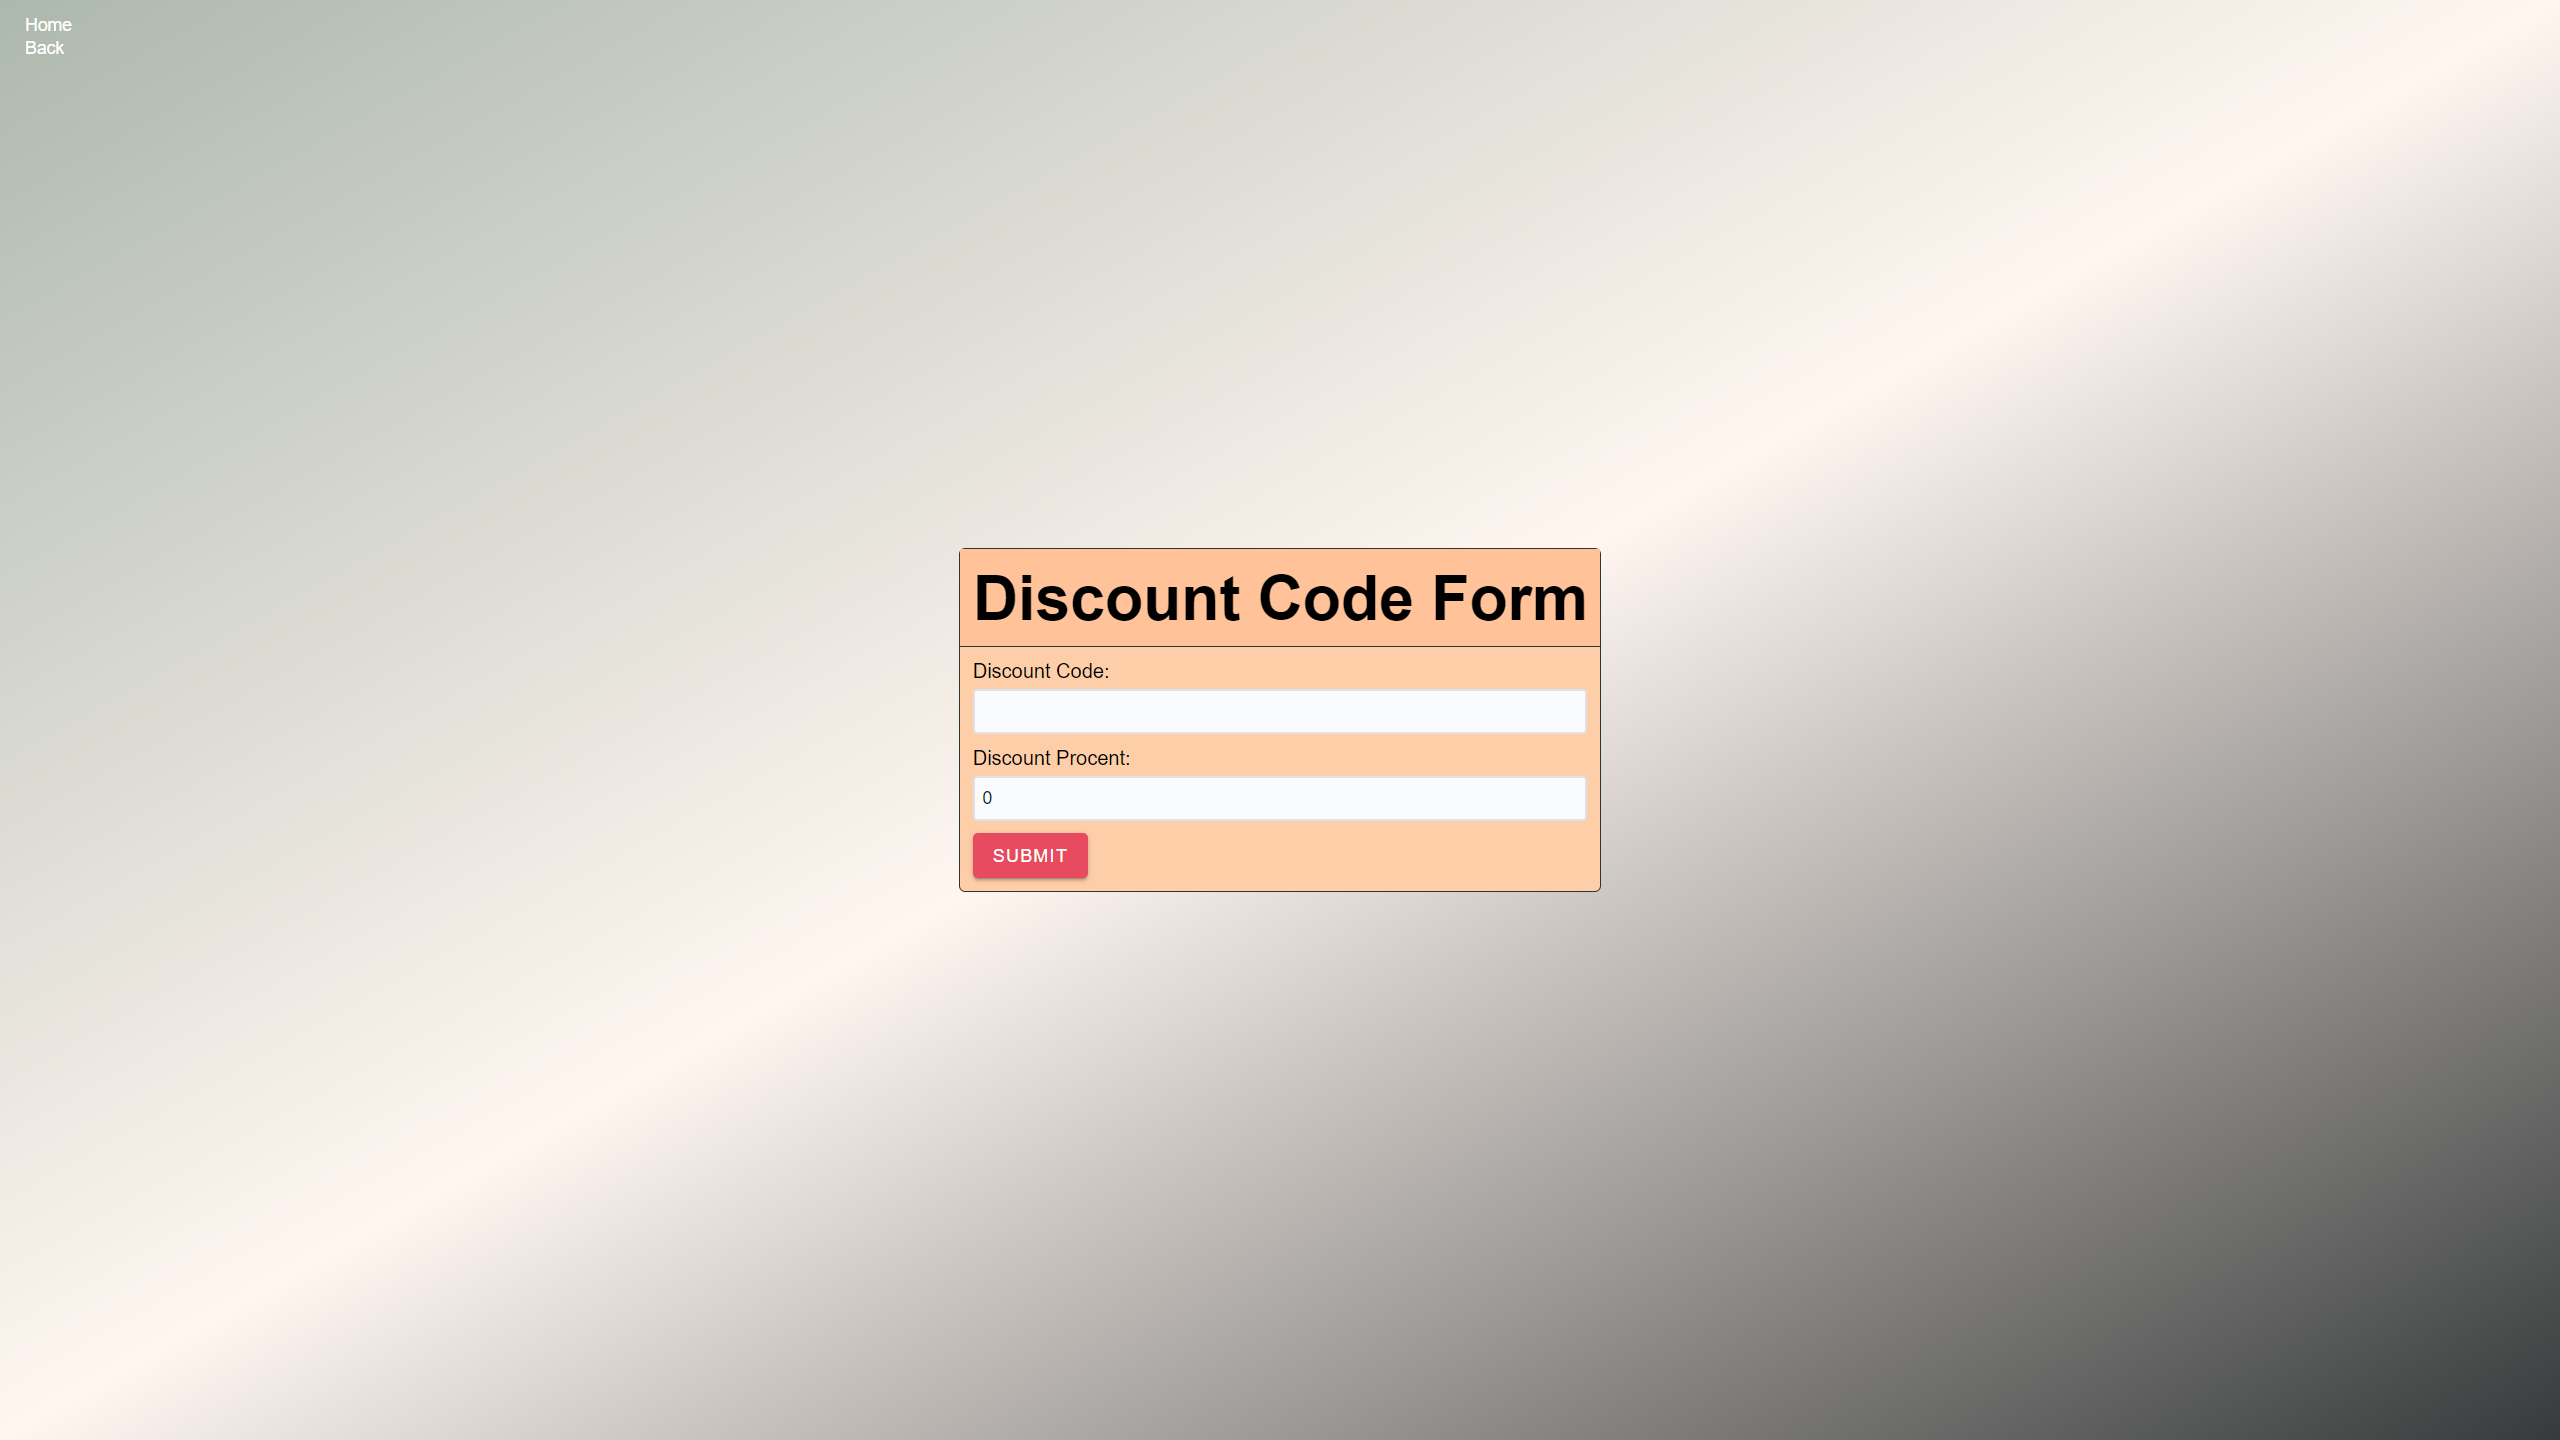 Home
Back
Discount Code Form
Discount Code:
Discount Procent:
0
SUBMIT